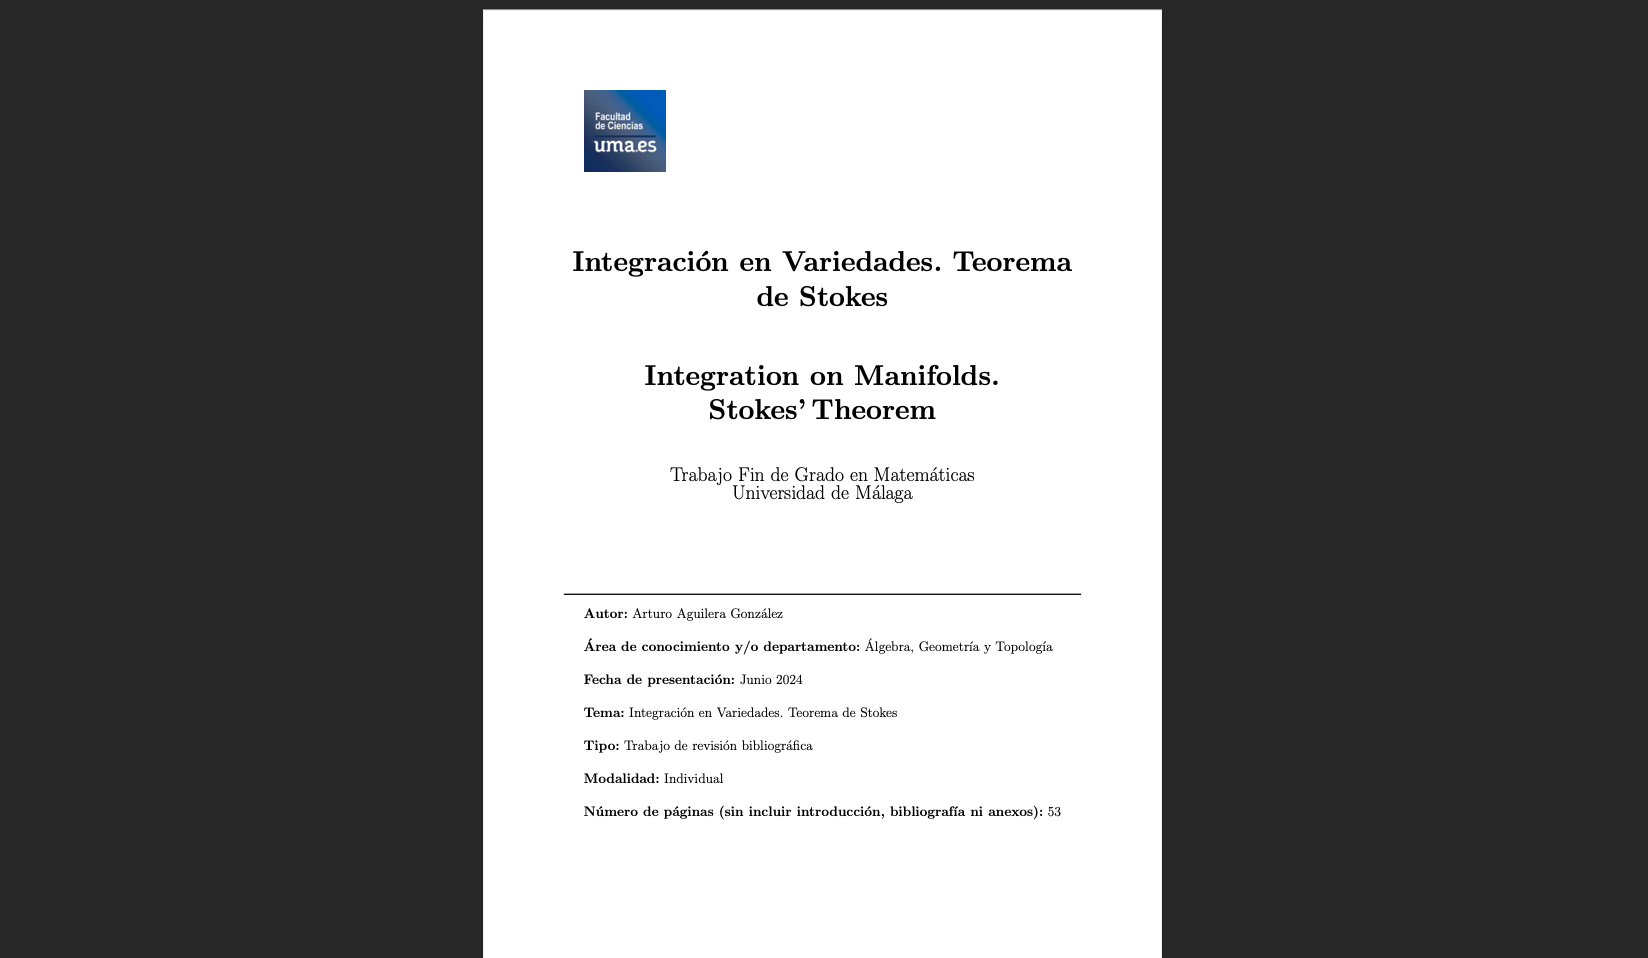 Facultad
de Ciencias
uma.es
Integración en Variedades. Teorema
de Stokes
Integration on Manifolds.
Stokes’ Theorem
Trabajo Fin de Grado en Matemáticas
Universidad de Málaga
Autor: Arturo Aguilera González
Área de conocimiento y/o departamento: Álgebra, Geometría y Topología
Fecha de presentación: Junio 2024
Tema: Integración en Variedades. Teorema de Stokes
Tipo: Trabajo de revisión bibliográfica
Modalidad: Individual
Número de páginas (sin incluir introducción, bibliografía ni anexos): 53